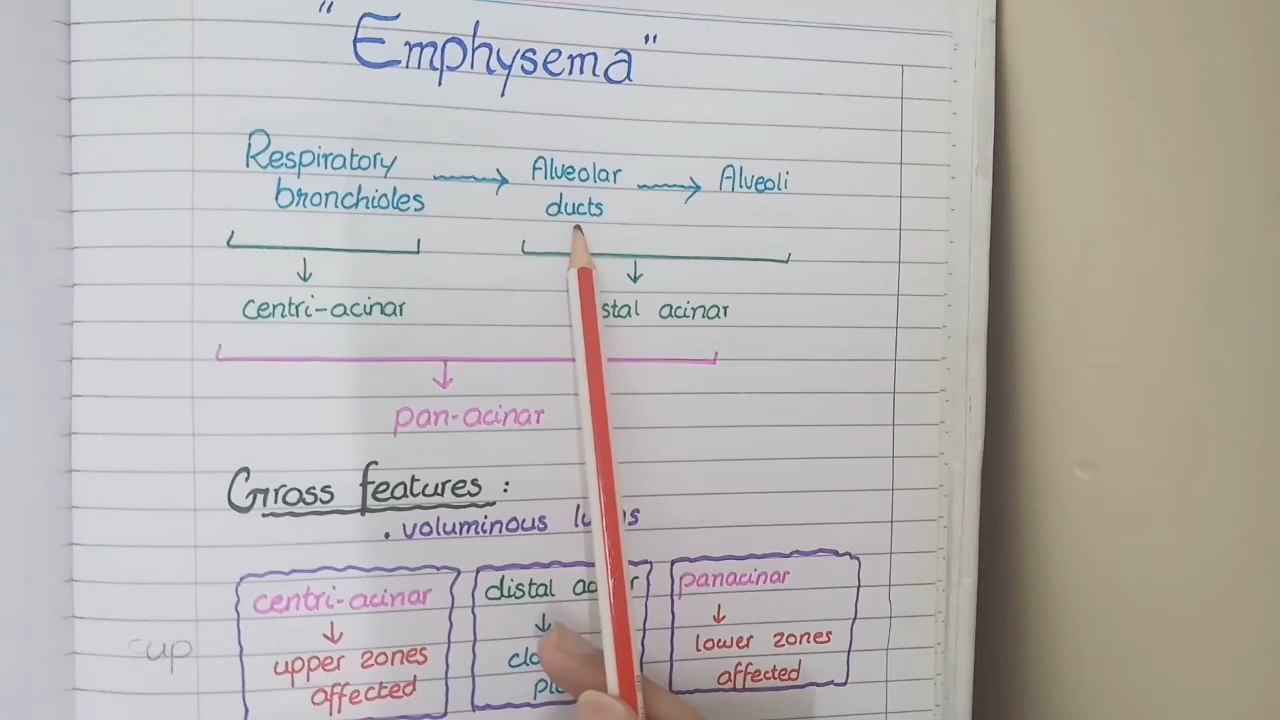 "Emphysema"
Respiratory bronchioles → Alveolar ducts → Alveoli
centri-acinar stal acinar
pan-acinar
Gross features :
. voluminous
centri-acinar
↓
upper zones
affected
distal
↓
panacinar
↓
lower zones
affected
up